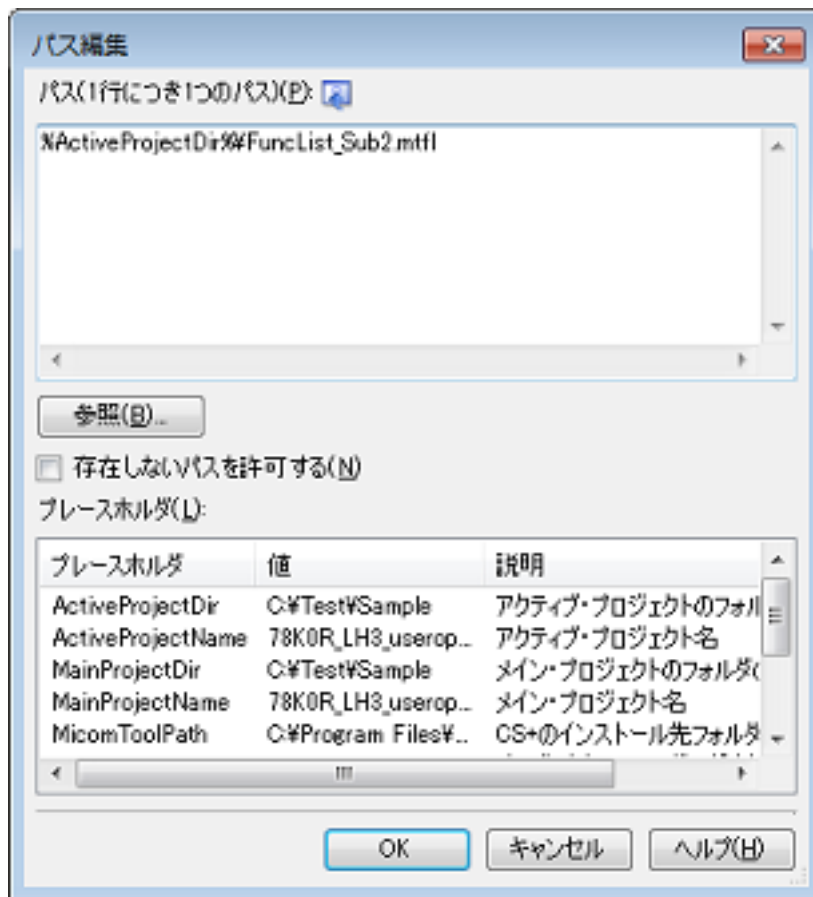 パス編集
パス(1行につき1つのパス)(P):
%ActiveProjectDir%¥FuncList_Sub2.mtfl
参照(B)...
存在しないパスを許可する(N)
プレースホルダ(L):
プレースホルダ 値 説明
ActiveProjectDir C:¥Test¥Sample アクティブ・プロジェクトのフォル
ActiveProjectName 78K0R_LH3_userop... アクティブ・プロジェクト名
MainProjectDir C:¥Test¥Sample メイン・プロジェクトのフォルダ(
MainProjectName 78K0R_LH3_userop... メイン・プロジェクト名
MicomToolPath C:¥Program Files¥... CS+のインストール先フォルダ
OK キャンセル ヘルプ(H)